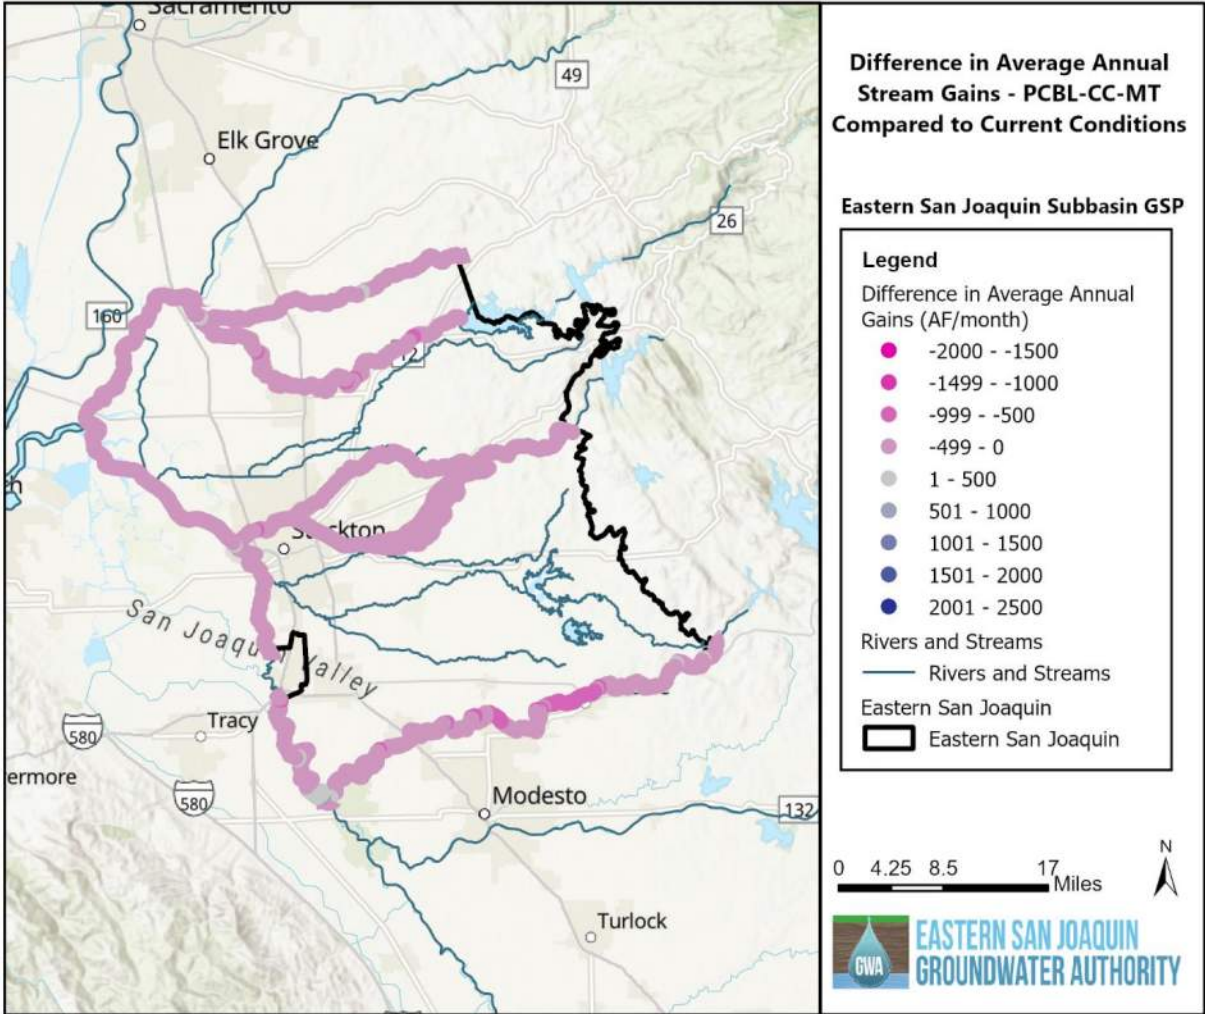 Sacramento
49
Elk Grove
26
160
12
Stockton
San Joaquin Valley
Tracy
580
ermore
580
Modesto
132
Turlock
Difference in Average Annual
Stream Gains - PCBL-CC-MT
Compared to Current Conditions
Eastern San Joaquin Subbasin GSP
Legend
Difference in Average Annual
Gains (AF/month)
-2000 - -1500
-1499 - -1000
-999 - -500
-499 - 0
1 - 500
501 - 1000
1001 - 1500
1501 - 2000
2001 - 2500
Rivers and Streams
Rivers and Streams
Eastern San Joaquin
Eastern San Joaquin
N
0 4.25 8.5 17
Miles
GWA
EASTERN SAN JOAQUIN
GROUNDWATER AUTHORITY